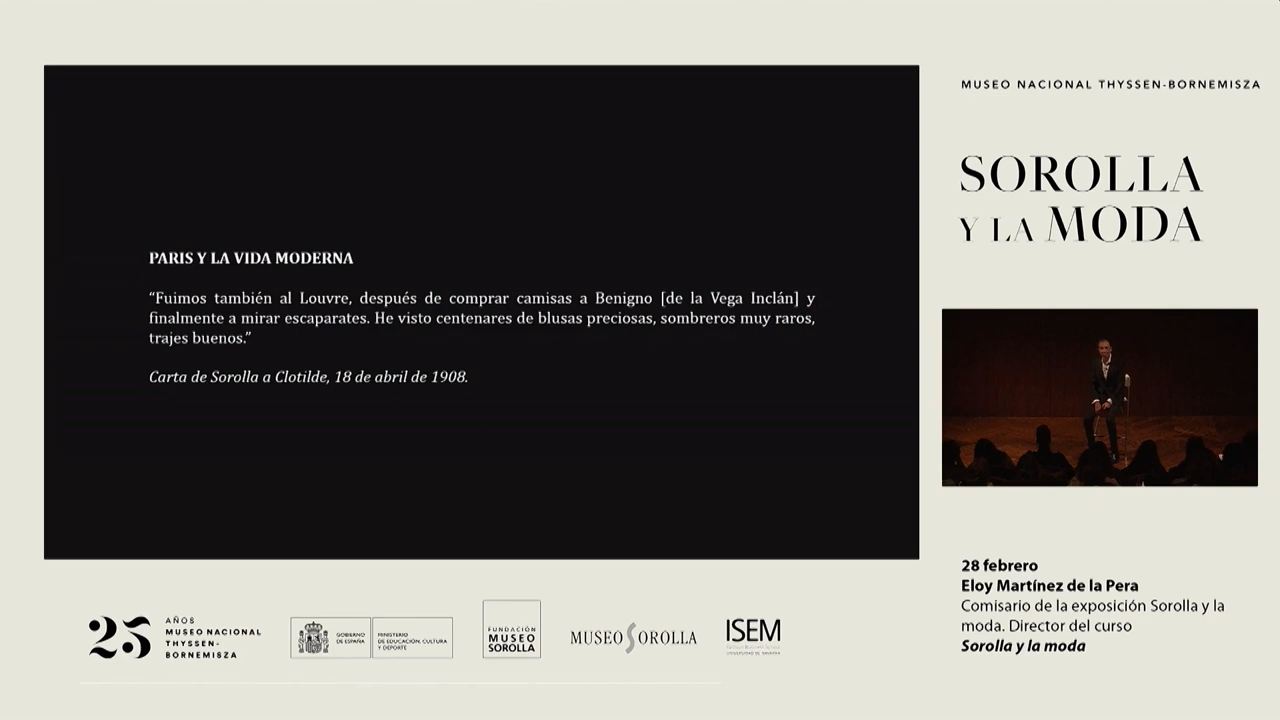 MUSEO NACIONAL THYSSEN-BORNEMISZA
SOROLLA
Y LA MODA
PARIS Y LA VIDA MODERNA
“Fuimos también al Louvre, después de comprar camisas a Benigno [de la Vega Inclán] y
finalmente a mirar escaparates. He visto centenares de blusas preciosas, sombreros muy raros,
trajes buenos.”
Carta de Sorolla a Clotilde, 18 de abril de 1908.
28 febrero
Eloy Martínez de la Pera
Comisario de la exposición Sorolla y la
moda. Director del curso
Sorolla y la moda
25 AÑOS
MUSEO NACIONAL
THYSSEN-
BORNEMISZA
GOBIERNO
DE ESPAÑA
MINISTERIO
DE EDUCACIÓN, CULTURA
Y DEPORTE
FUNDACIÓN
MUSEO
SOROLLA
MUSEO SOROLLA
ISEM